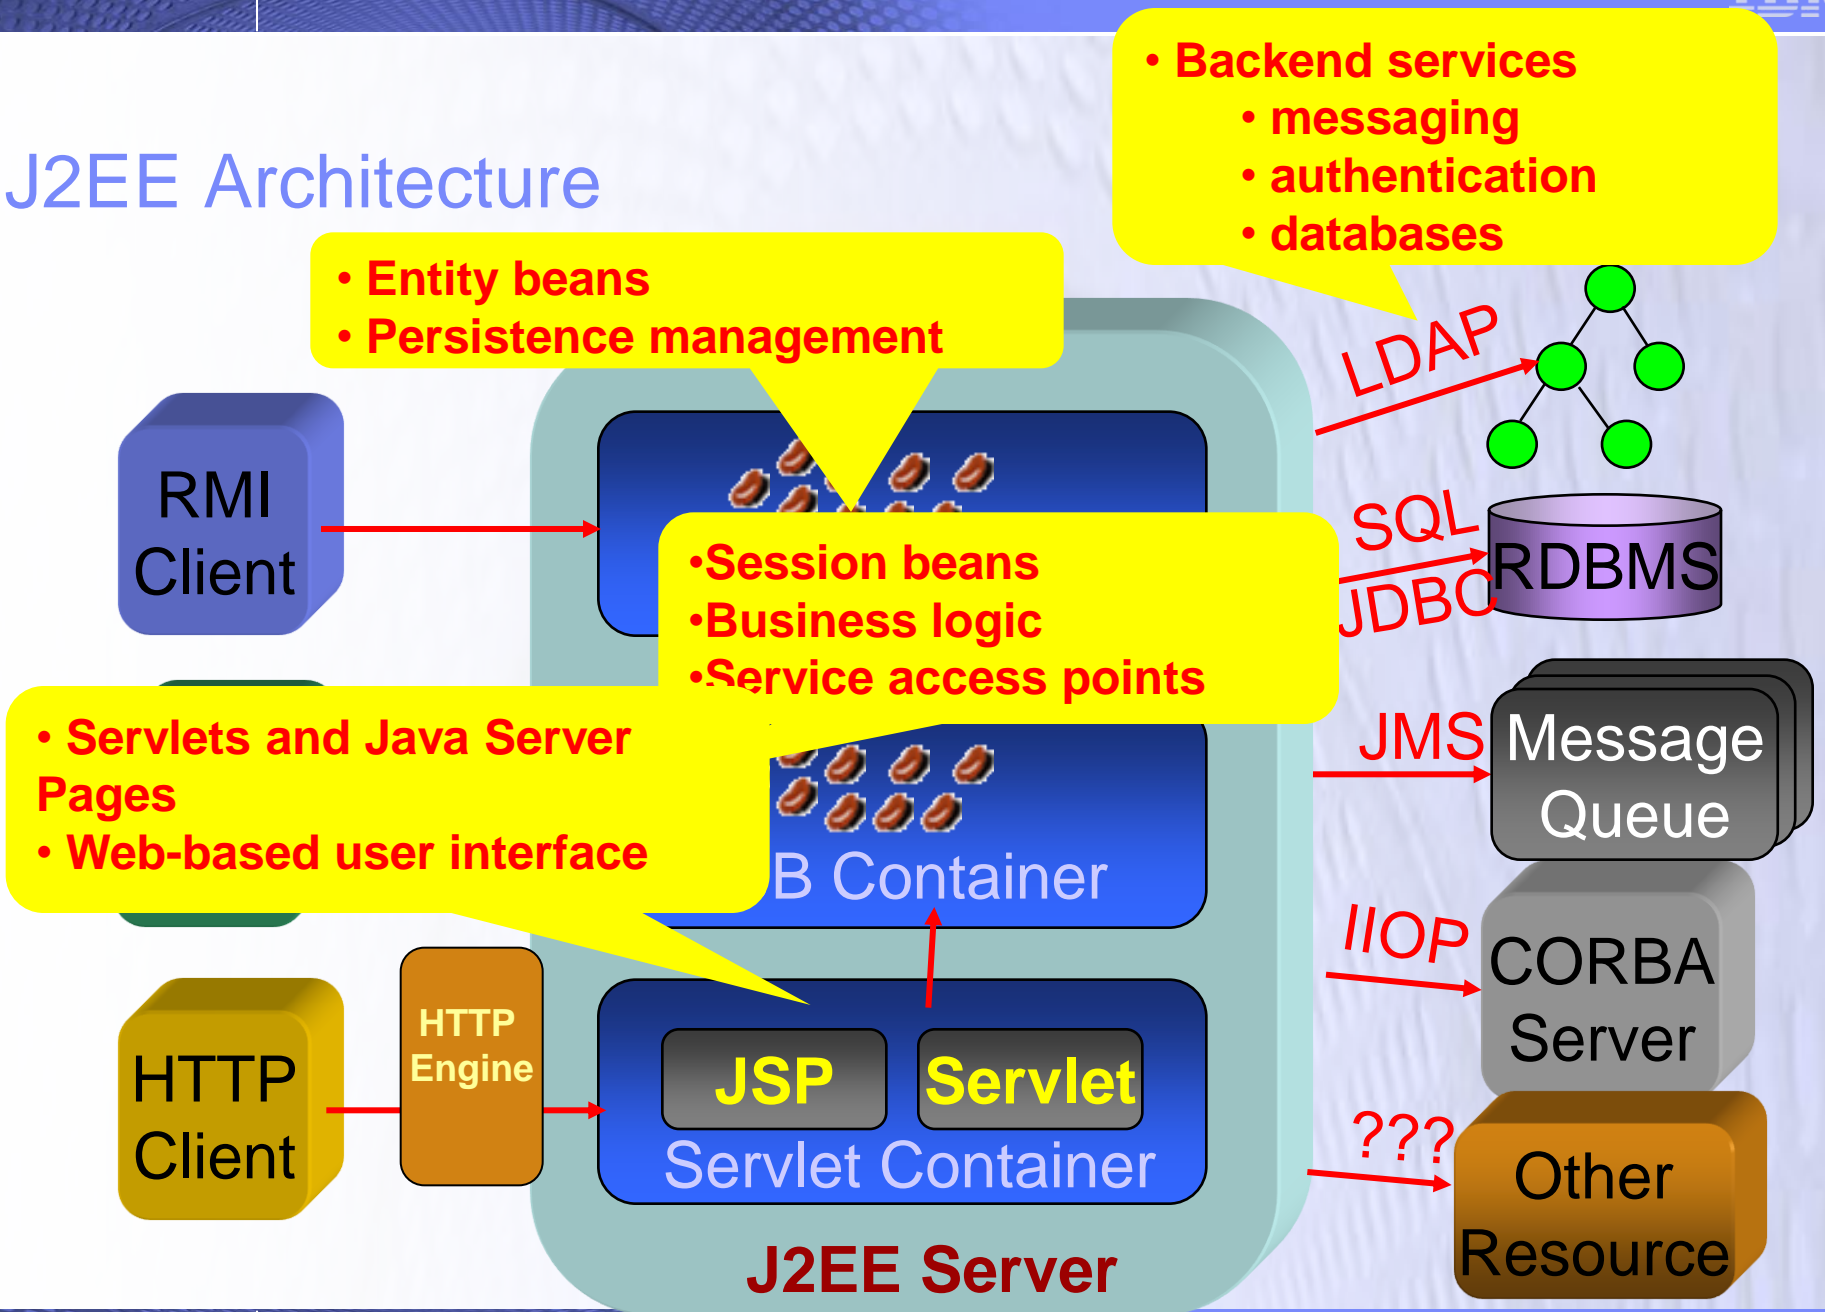 J2EE Architecture
• Backend services
• messaging
• authentication
• databases
• Entity beans
• Persistence management
RMI
Client
•Session beans
•Business logic
•Service access points
• Servlets and Java Server
Pages
• Web-based user interface
B Container
HTTP
Client
HTTP
Engine
JSP
Servlet
Servlet Container
J2EE Server
LDAP
SQL
JDBC
RDBMS
JMS
Message
Queue
IIOP
CORBA
Server
???
Other
Resource